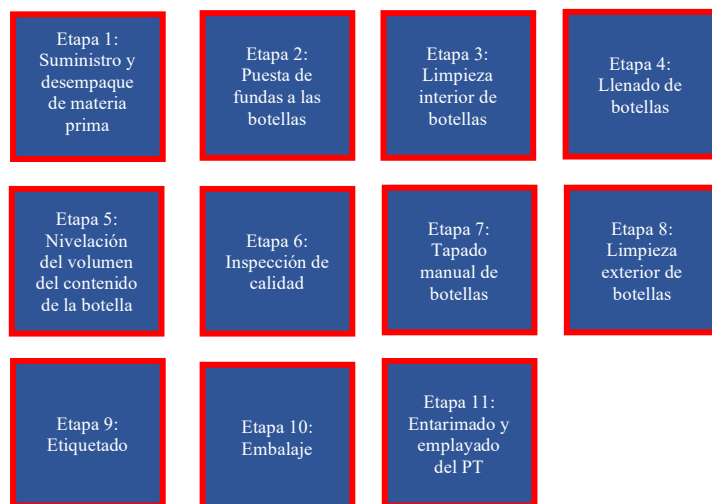 Etapa 1:
Suministro y
desempaque
de materia
prima
Etapa 2:
Puesta de
fundas a las
botellas
Etapa 3:
Limpieza
interior de
botellas
Etapa 4:
Llenado de
botellas
Etapa 5:
Nivelación
del volumen
del contenido
de la botella
Etapa 6:
Inspección de
calidad
Etapa 7:
Tapado
manual de
botellas
Etapa 8:
Limpieza
exterior de
botellas
Etapa 9:
Etiquetado
Etapa 10:
Embalaje
Etapa 11:
Entarimado y
emplayado
del PT